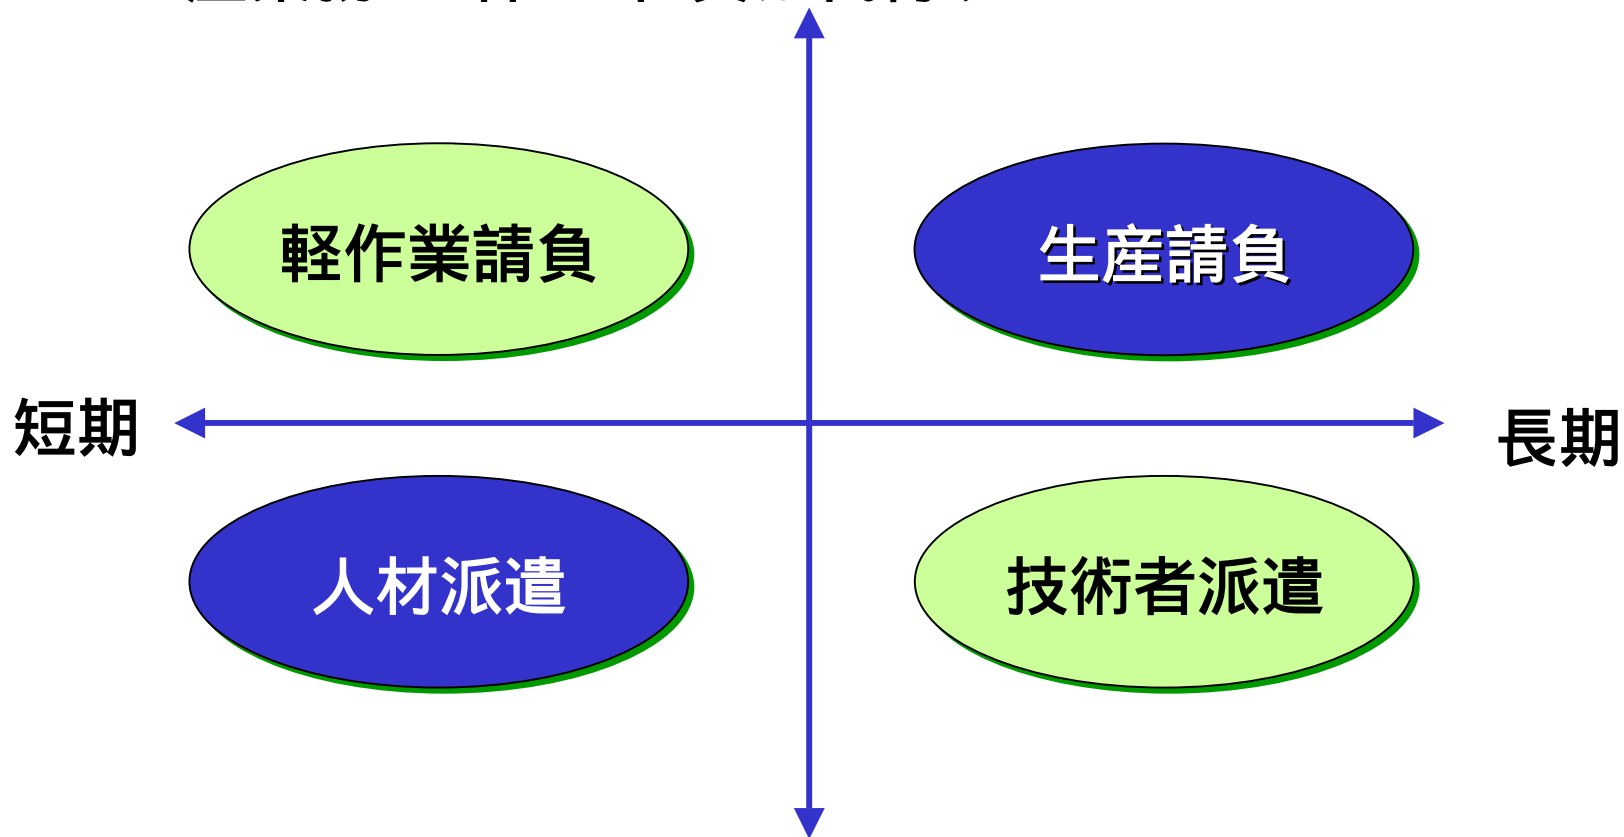 軽作業請負
生産請負
短期
長期
人材派遣
技術者派遣